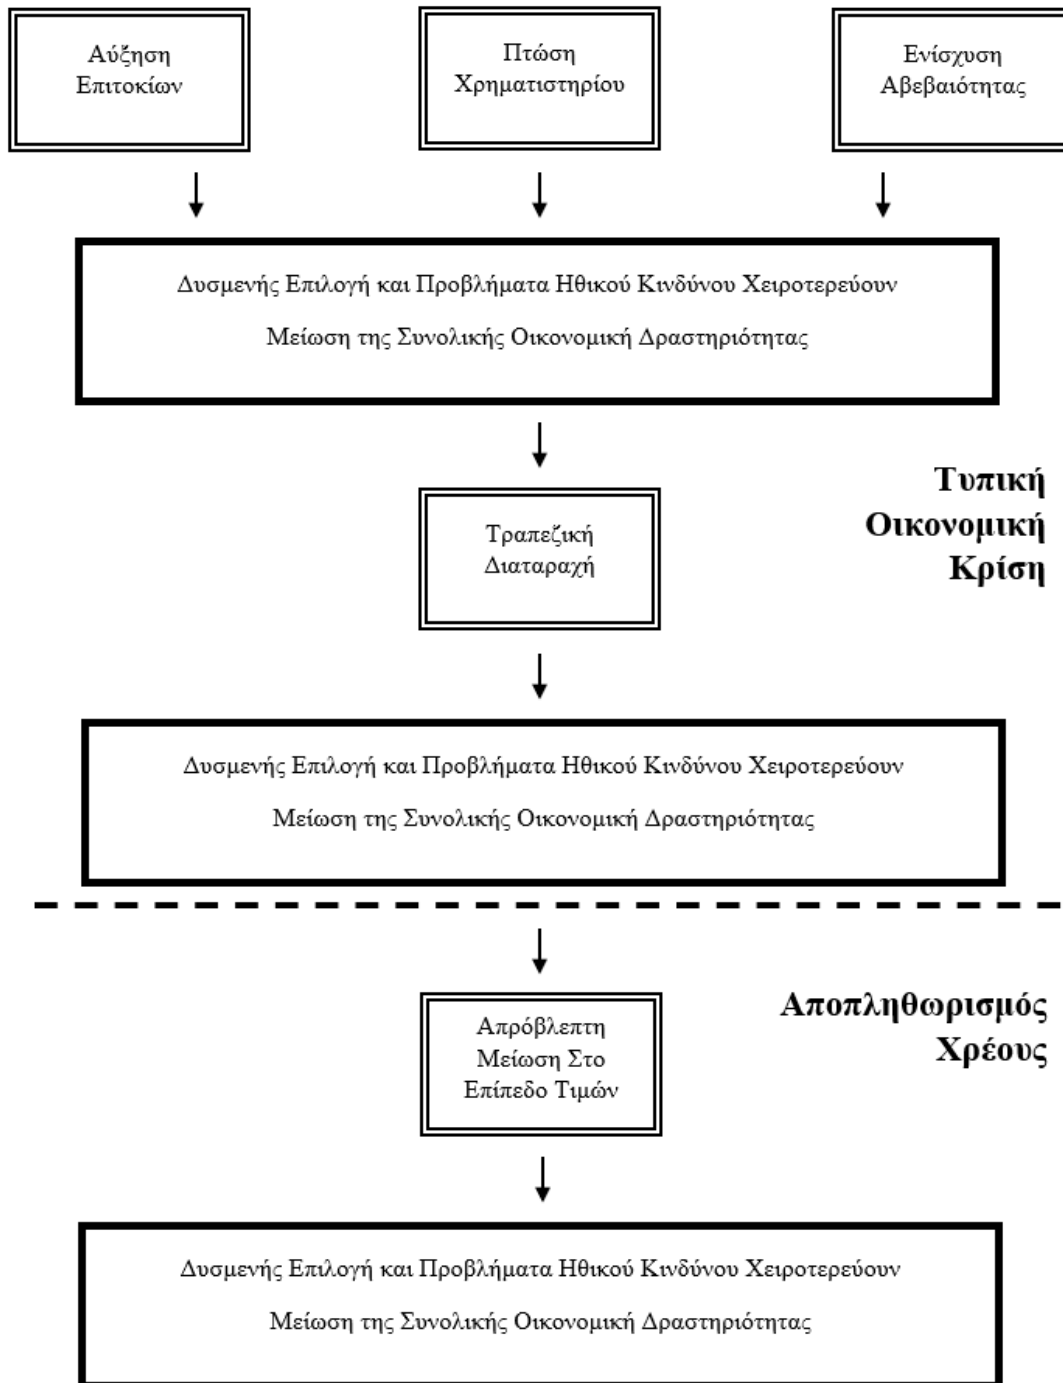 Αύξηση
Επιτοκίων
Πτώση
Χρηματιστηρίου
Ενίσχυση
Αβεβαιότητας
Δυσμενής Επιλογή και Προβλήματα Ηθικού Κινδύνου Χειροτερεύουν
Μείωση της Συνολικής Οικονομική Δραστηριότητας
Τυπική
Οικονομική
Κρίση
Τραπεζική
Διαταραχή
Δυσμενής Επιλογή και Προβλήματα Ηθικού Κινδύνου Χειροτερεύουν
Μείωση της Συνολικής Οικονομική Δραστηριότητας
Αποπληθωρισμός
Χρέους
Απρόβλεπτη
Μείωση Στο
Επίπεδο Τιμών
Δυσμενής Επιλογή και Προβλήματα Ηθικού Κινδύνου Χειροτερεύουν
Μείωση της Συνολικής Οικονομική Δραστηριότητας